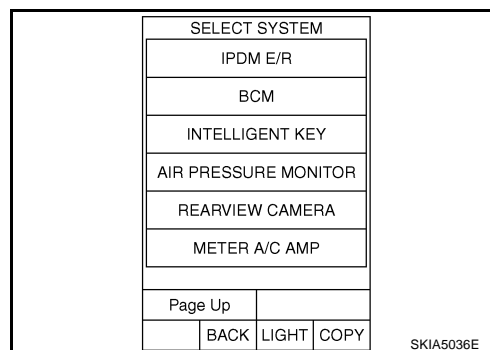 SELECT SYSTEM
IPDM E/R
BCM
INTELLIGENT KEY
AIR PRESSURE MONITOR
REARVIEW CAMERA
METER A/C AMP
Page Up
BACK LIGHT COPY
SKIA5036E